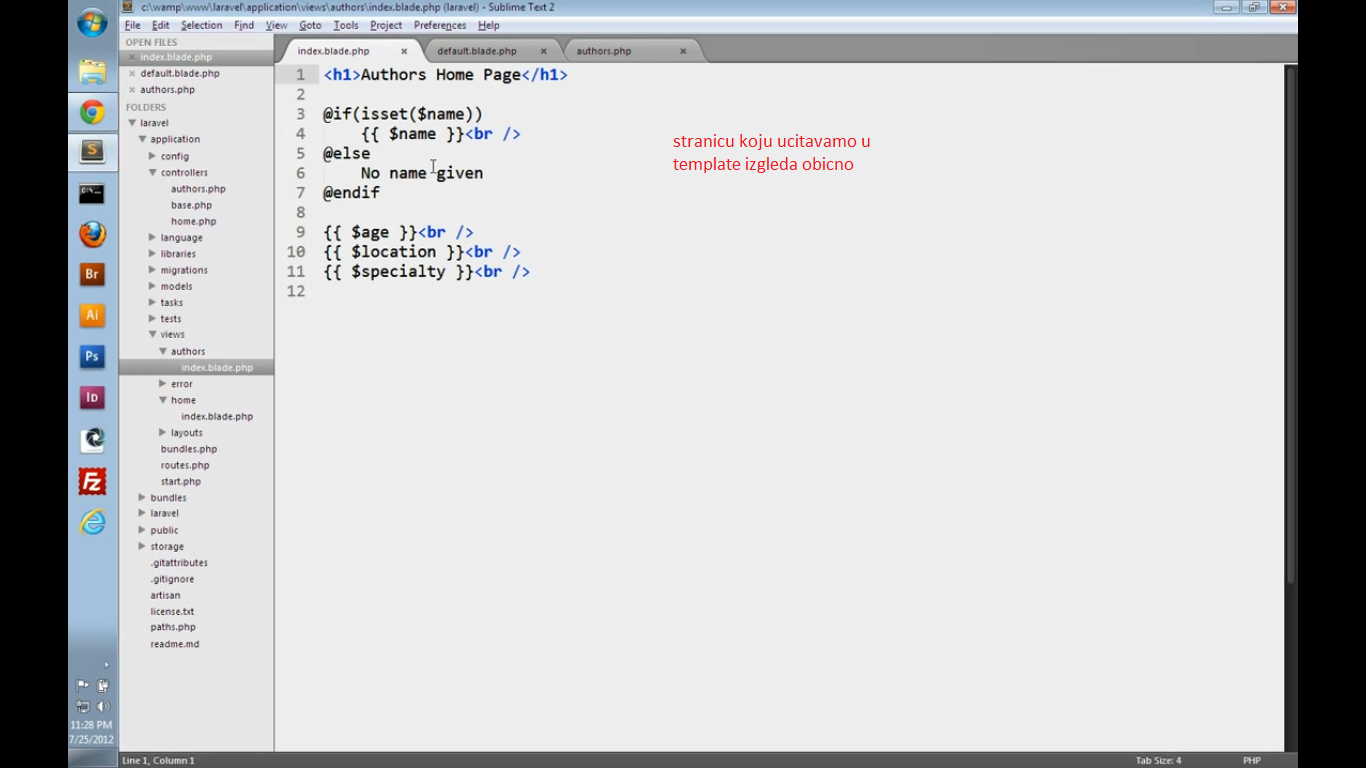 c:\wamp\www\laravel\application\views\authors\index.blade.php (laravel) - Sublime Text 2
File Edit Selection Find View Goto Tools Project Preferences Help
OPEN FILES
index.blade.php
default.blade.php
authors.php
FOLDERS
laravel
application
config
controllers
authors.php
base.php
home.php
language
libraries
migrations
models
tasks
tests
views
authors
index.blade.php
error
home
index.blade.php
layouts
bundles.php
routes.php
start.php
bundles
laravel
public
storage
.gitattributes
.gitignore
artisan
license.txt
paths.php
readme.md
index.blade.php default.blade.php authors.php
1 <h1>Authors Home Page</h1>
2
3 @if(isset($name))
4 {{ $name }}<br />
5 @else
6 No name given
7 @endif
8
9 {{ $age }}<br />
10 {{ $location }}<br />
11 {{ $specialty }}<br />
12
stranicu koju ucitavamo u
template izgleda obicno
S
Br
Ai
Ps
Id
Fz
11:28 PM
7/25/2012
Line 1, Column 1
Tab Size: 4 PHP